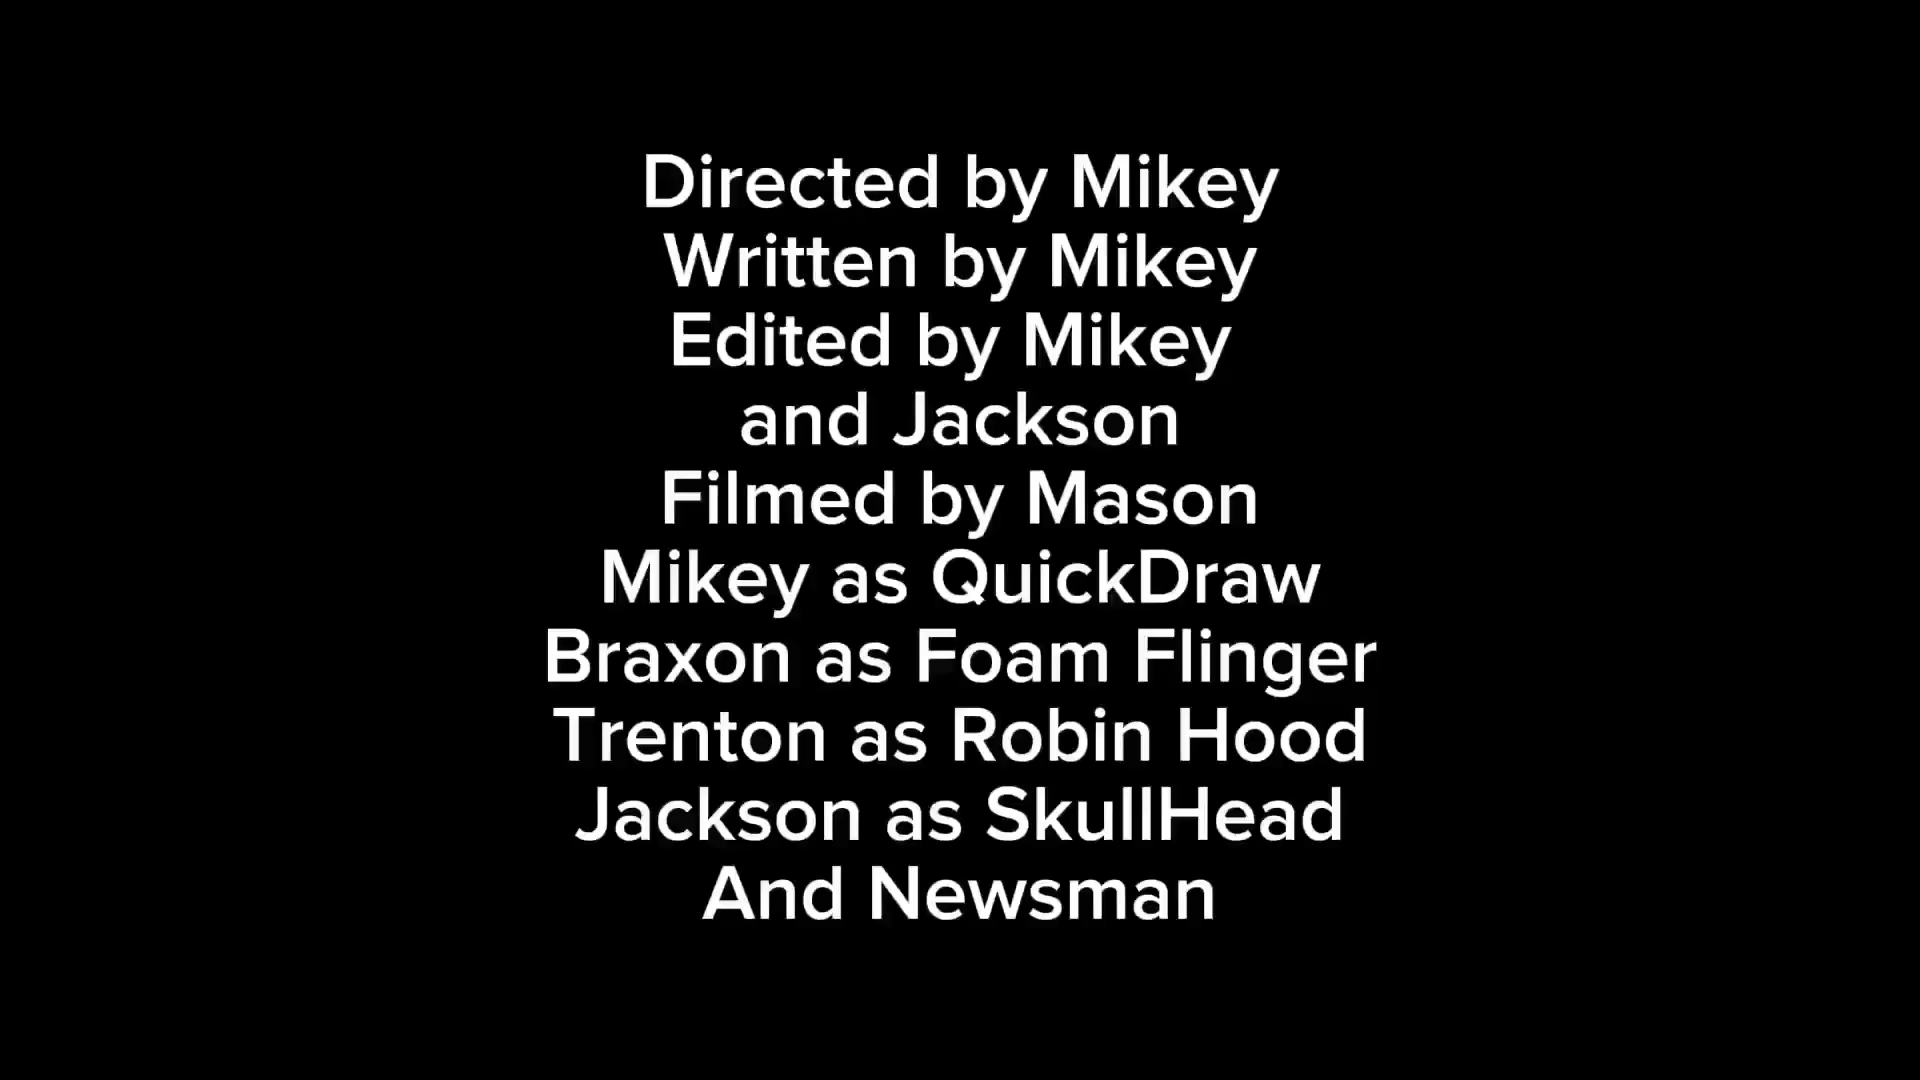 Directed by Mikey
Written by Mikey
Edited by Mikey
and Jackson
Filmed by Mason
Mikey as QuickDraw
Braxon as Foam Flinger
Trenton as Robin Hood
Jackson as SkullHead
And Newsman